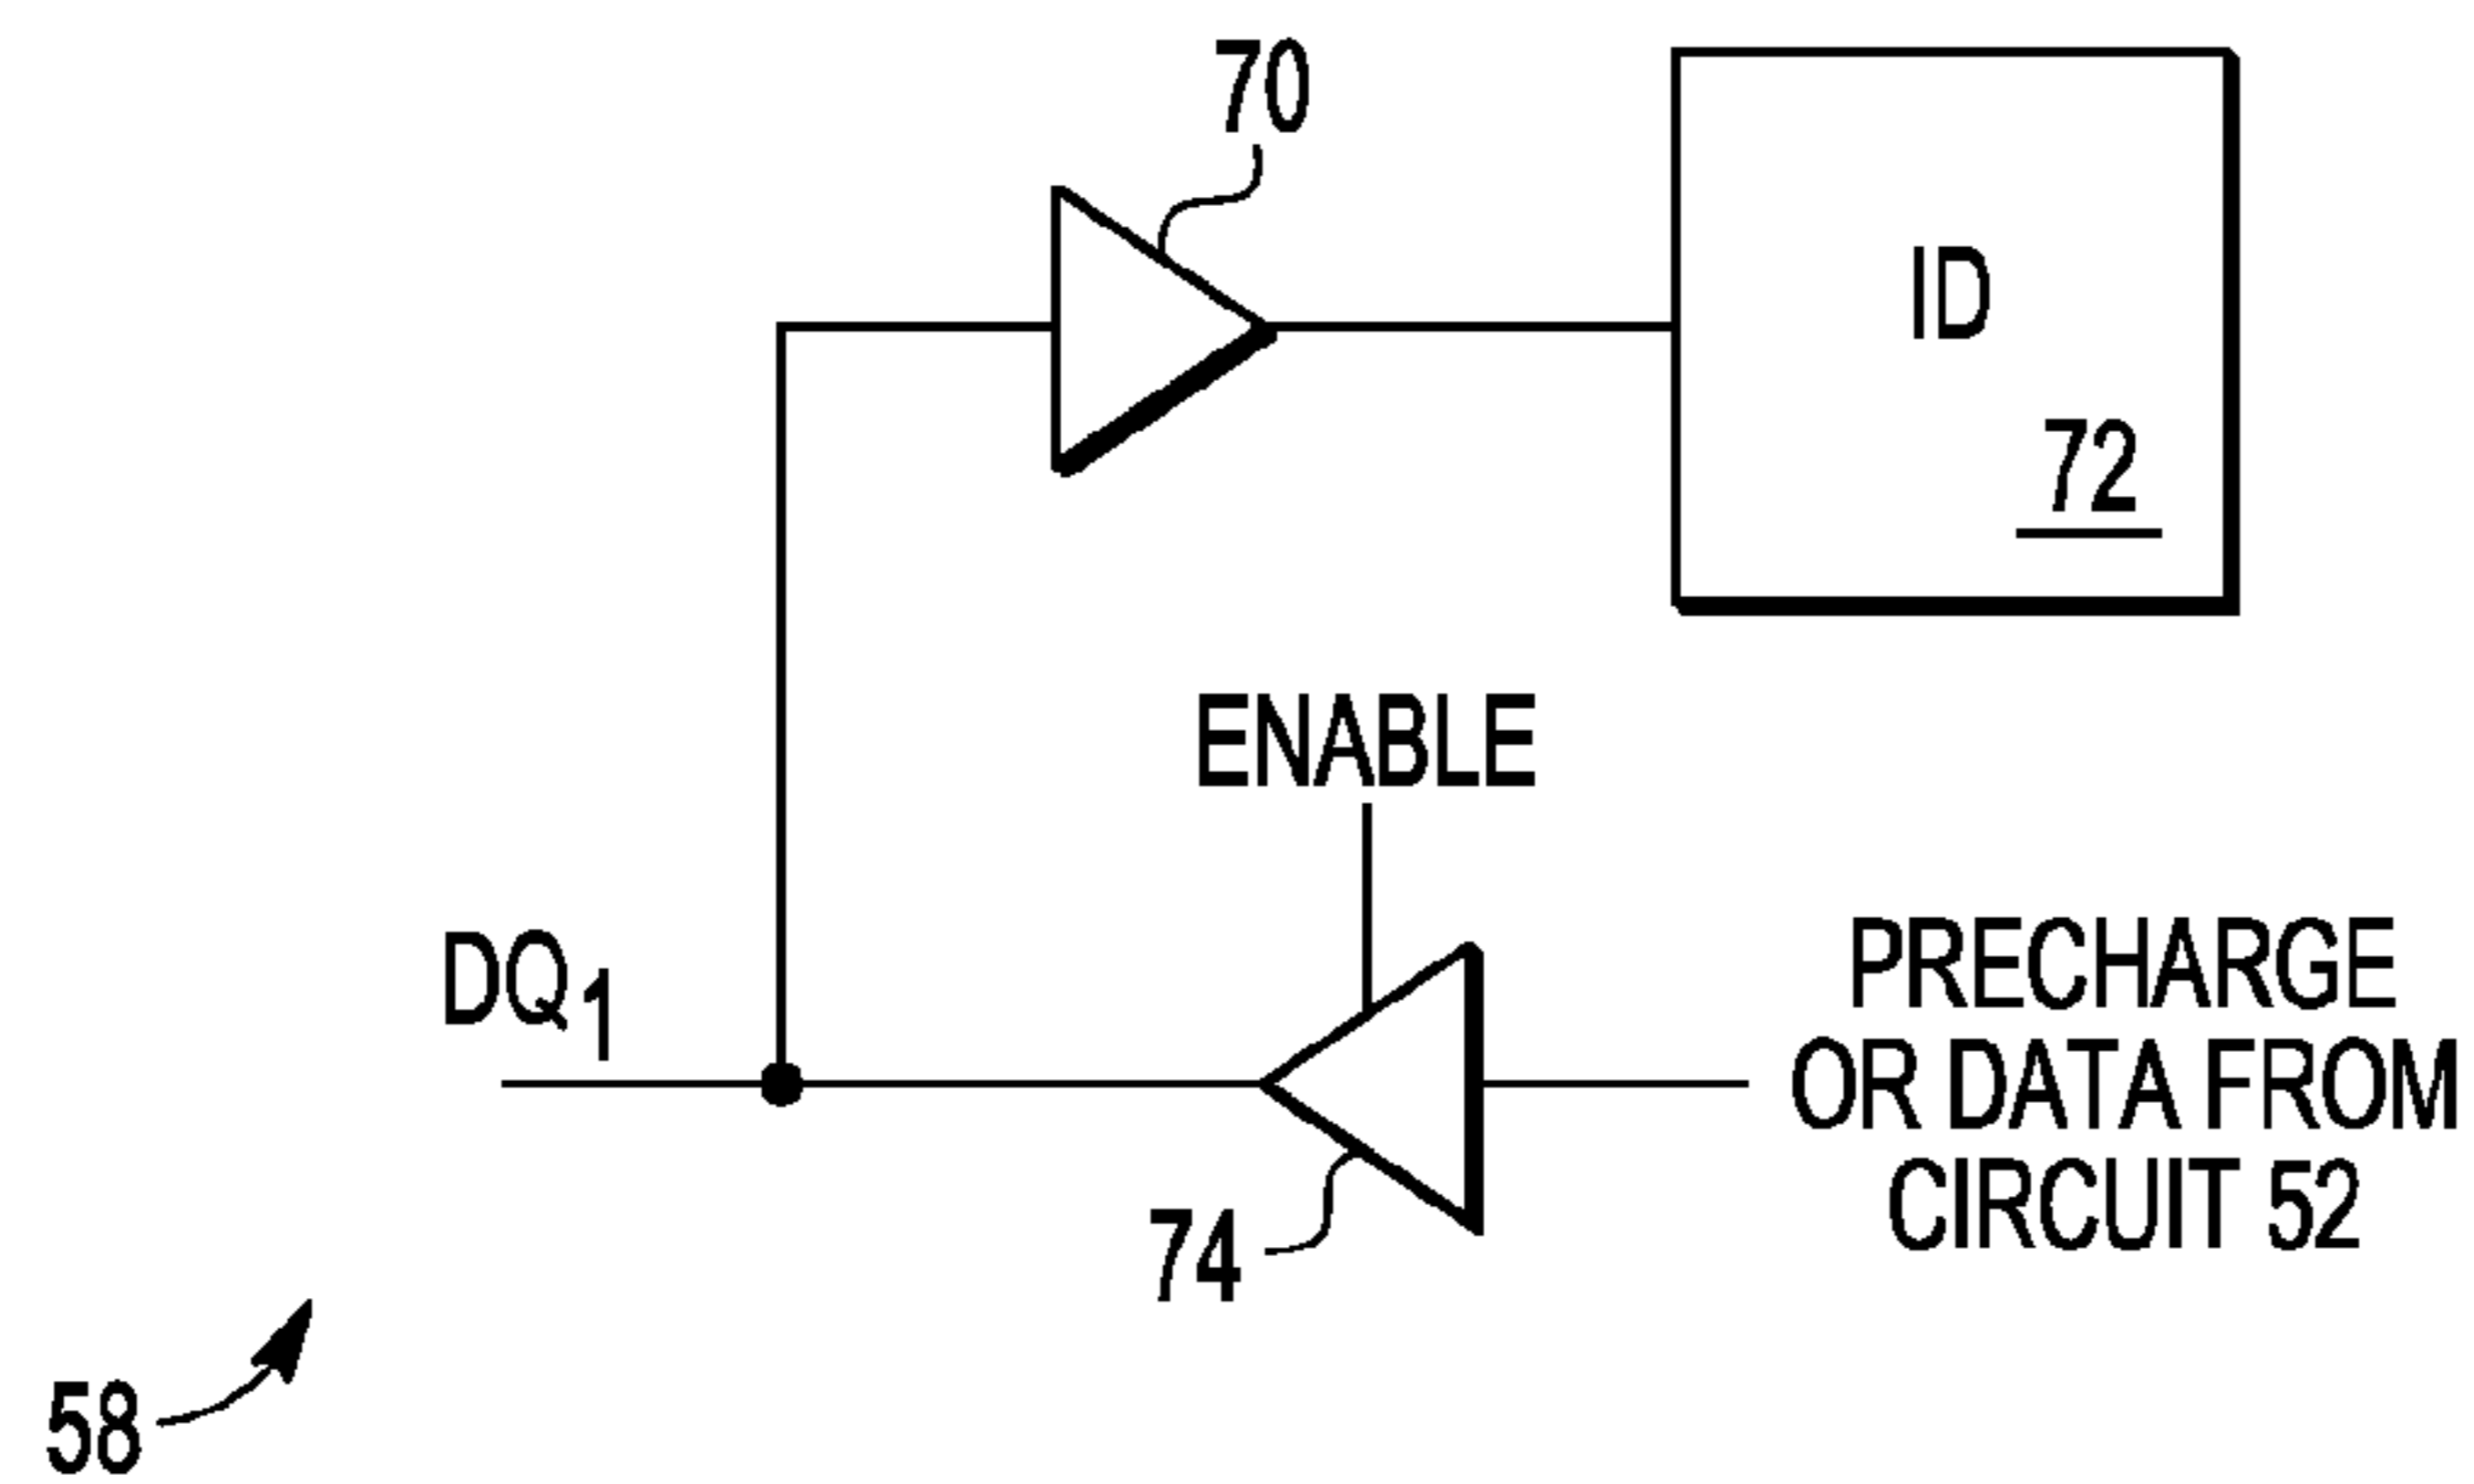 70
ID
72
ENABLE
DQ1
PRECHARGE
OR DATA FROM
CIRCUIT 52
74
58